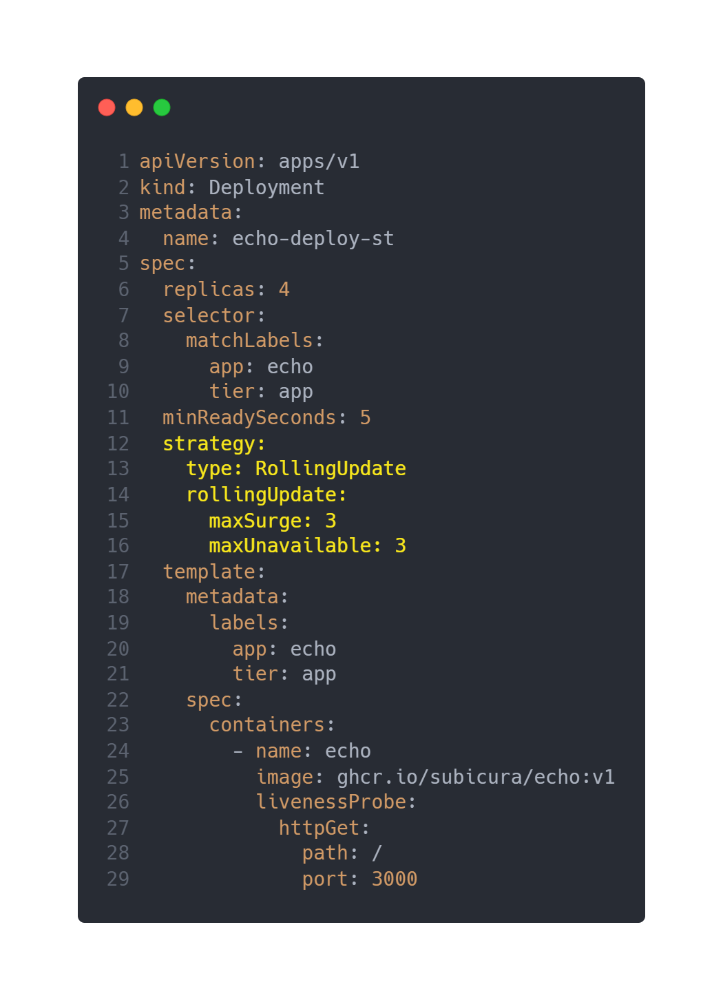 1 apiVersion: apps/v1
2 kind: Deployment
3 metadata:
4   name: echo-deploy-st
5 spec:
6   replicas: 4
7   selector:
8     matchLabels:
9       app: echo
10       tier: app
11   minReadySeconds: 5
12   strategy:
13     type: RollingUpdate
14     rollingUpdate:
15       maxSurge: 3
16       maxUnavailable: 3
17   template:
18     metadata:
19       labels:
20         app: echo
21         tier: app
22     spec:
23       containers:
24         - name: echo
25           image: ghcr.io/subicura/echo:v1
26           livenessProbe:
27             httpGet:
28               path: /
29               port: 3000